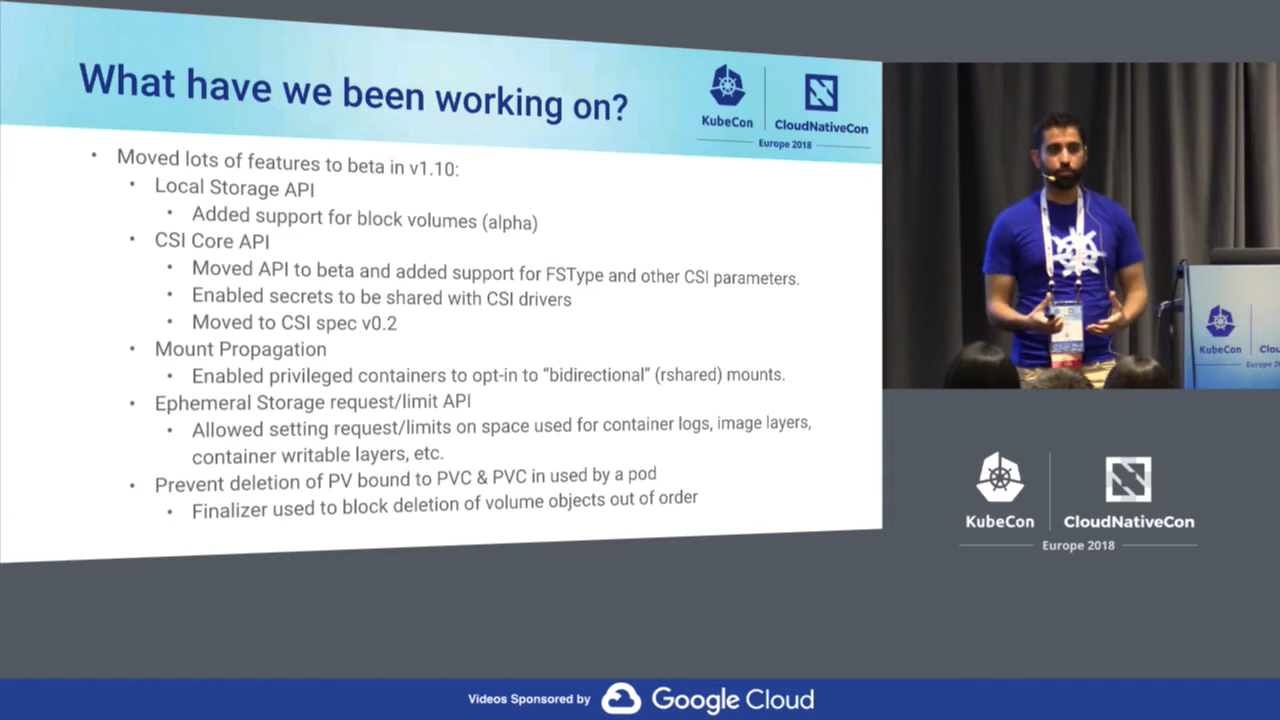 What have we been working on?
KubeCon
CloudNativeCon
Europe 2018
• Moved lots of features to beta in v1.10:
• Local Storage API
• Added support for block volumes (alpha)
• CSI Core API
• Moved API to beta and added support for FSType and other CSI parameters.
• Enabled secrets to be shared with CSI drivers
• Moved to CSI spec v0.2
• Mount Propagation
• Enabled privileged containers to opt-in to “bidirectional” (rshared) mounts.
• Ephemeral Storage request/limit API
• Allowed setting request/limits on space used for container logs, image layers,
container writable layers, etc.
• Prevent deletion of PV bound to PVC & PVC in used by a pod
• Finalizer used to block deletion of volume objects out of order
KubeCon
Clou
Europe 2
KubeCon
CloudNativeCon
Europe 2018
Videos Sponsored by Google Cloud